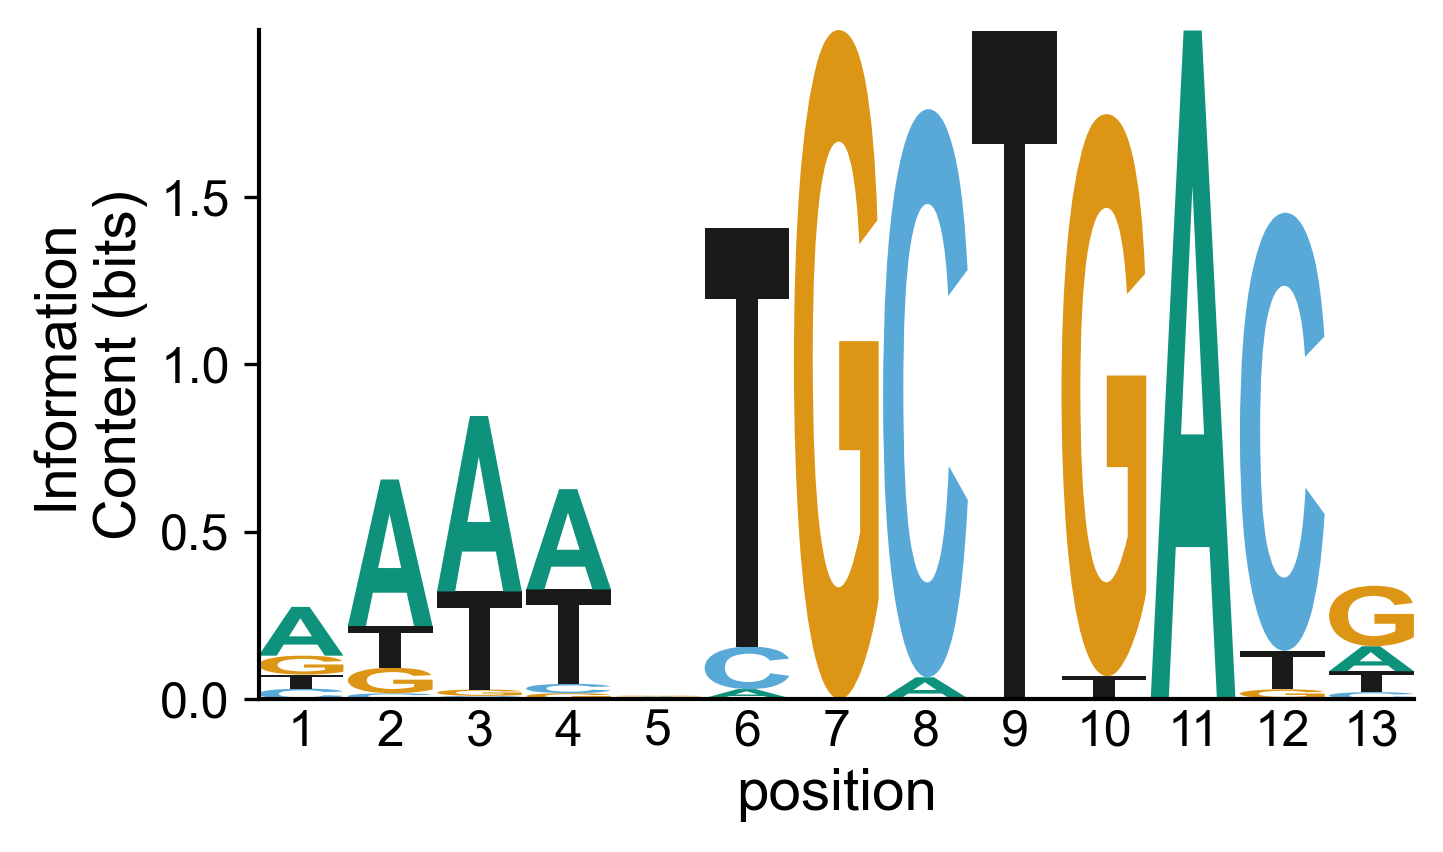 Information
Content (bits)
1.5
1.0
0.5
0.0
A G T C
A T G C
A T G C
A T C G
T C A
G
C A
T
G T
A
C T G
G A T C
1 2 3 4 5 6 7 8 9 10 11 12 13
position